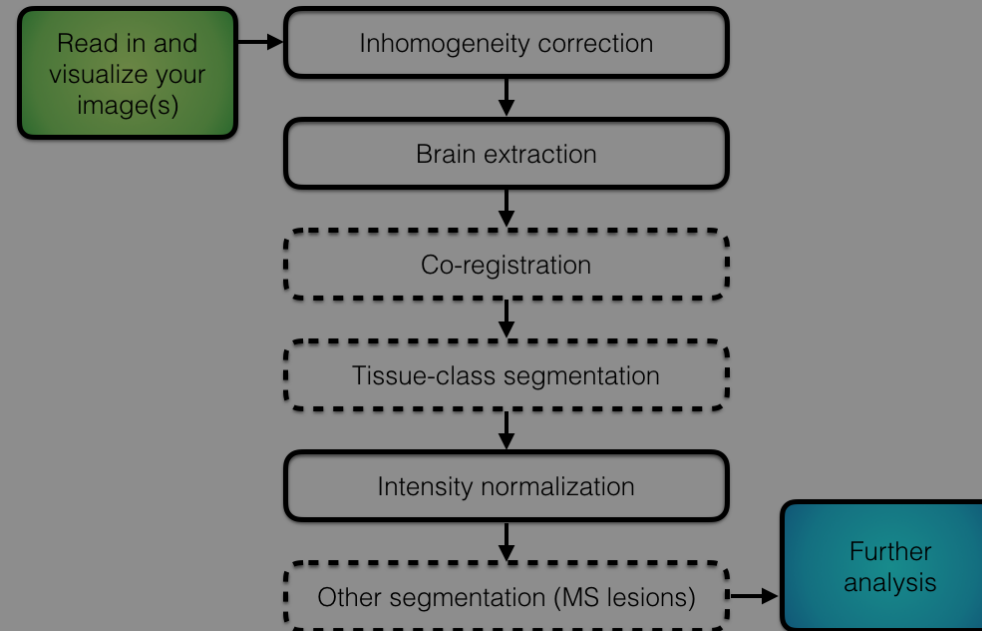 Read in and
visualize your
image(s)
Inhomogeneity correction
Brain extraction
Co-registration
Tissue-class segmentation
Intensity normalization
Other segmentation (MS lesions)
Further
analysis